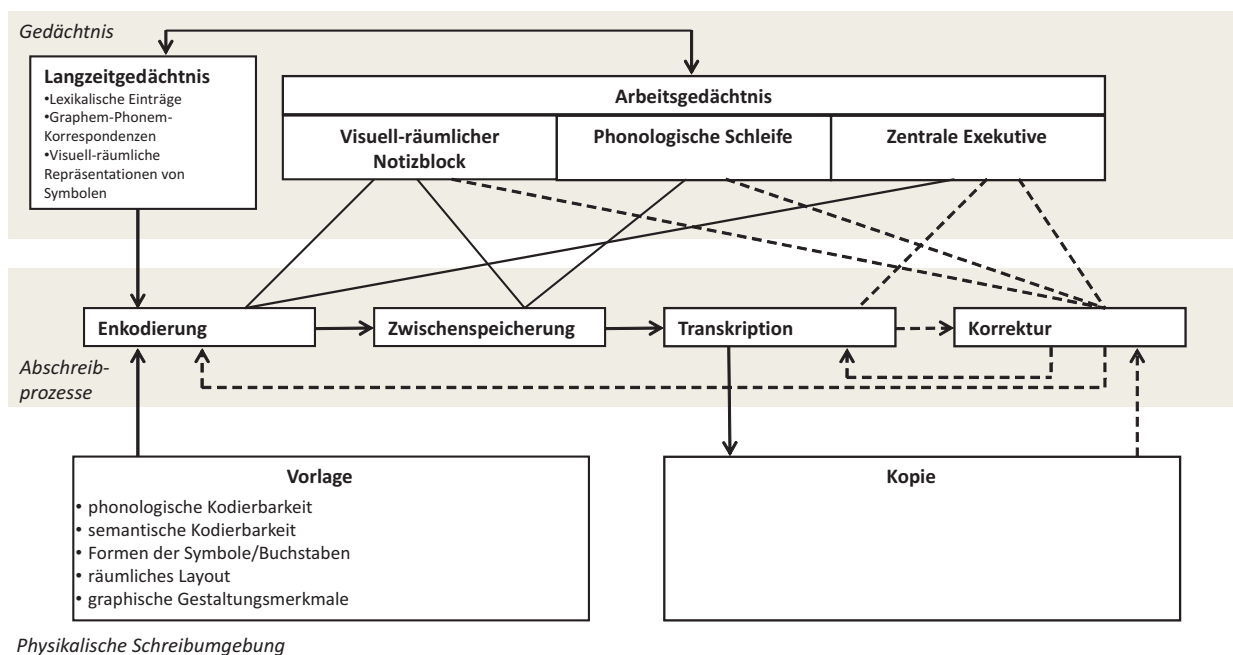 Gedächtnis
Langzeitgedächtnis
•Lexikalische Einträge
•Graphem-Phonem-
Korrespondenzen
•Visuell-räumliche
Repräsentationen von
Symbolen
Arbeitsgedächtnis
Visuell-räumlicher
Notizblock
Phonologische Schleife
Zentrale Exekutive
Enkodierung
Zwischenspeicherung
Transkription
Korrektur
Abschreib-
prozesse
Vorlage
• phonologische Kodierbarkeit
• semantische Kodierbarkeit
• Formen der Symbole/Buchstaben
• räumliches Layout
• graphische Gestaltungsmerkmale
Kopie
Physikalische Schreibumgebung